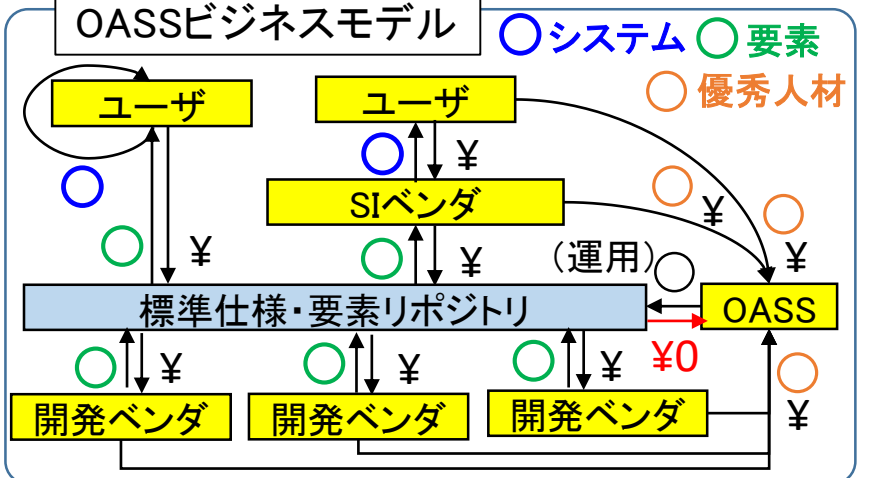 OASSビジネスモデル
システム
要素
優秀人材
ユーザ
ユーザ
¥
SIベンダ
¥
¥
¥
¥
(運用)
標準仕様・要素リポジトリ
OASS
¥0
¥
¥
¥
¥
開発ベンダ
開発ベンダ
開発ベンダ